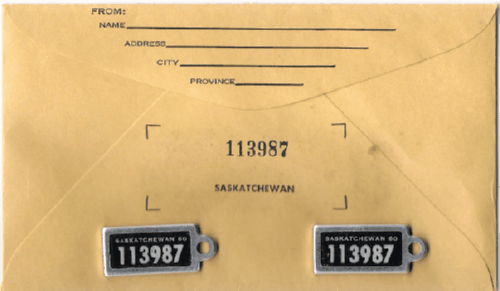 FROM:
NAME
ADDRESS
CITY
PROVINCE
113987
SASKATCHEWAN
SASKATCHEWAN 60
113987
SASKATCHEWAN 60
113987